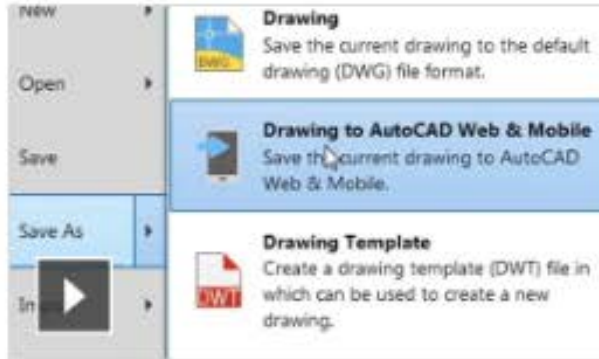 New
Open
Save
Save As
Drawing
Save the current drawing to the default
drawing (DWG) file format.
DWG
Drawing to AutoCAD Web & Mobile
Save the current drawing to AutoCAD
Web & Mobile.
Drawing Template
Create a drawing template (DWT) file in
which can be used to create a new
drawing.
DWT